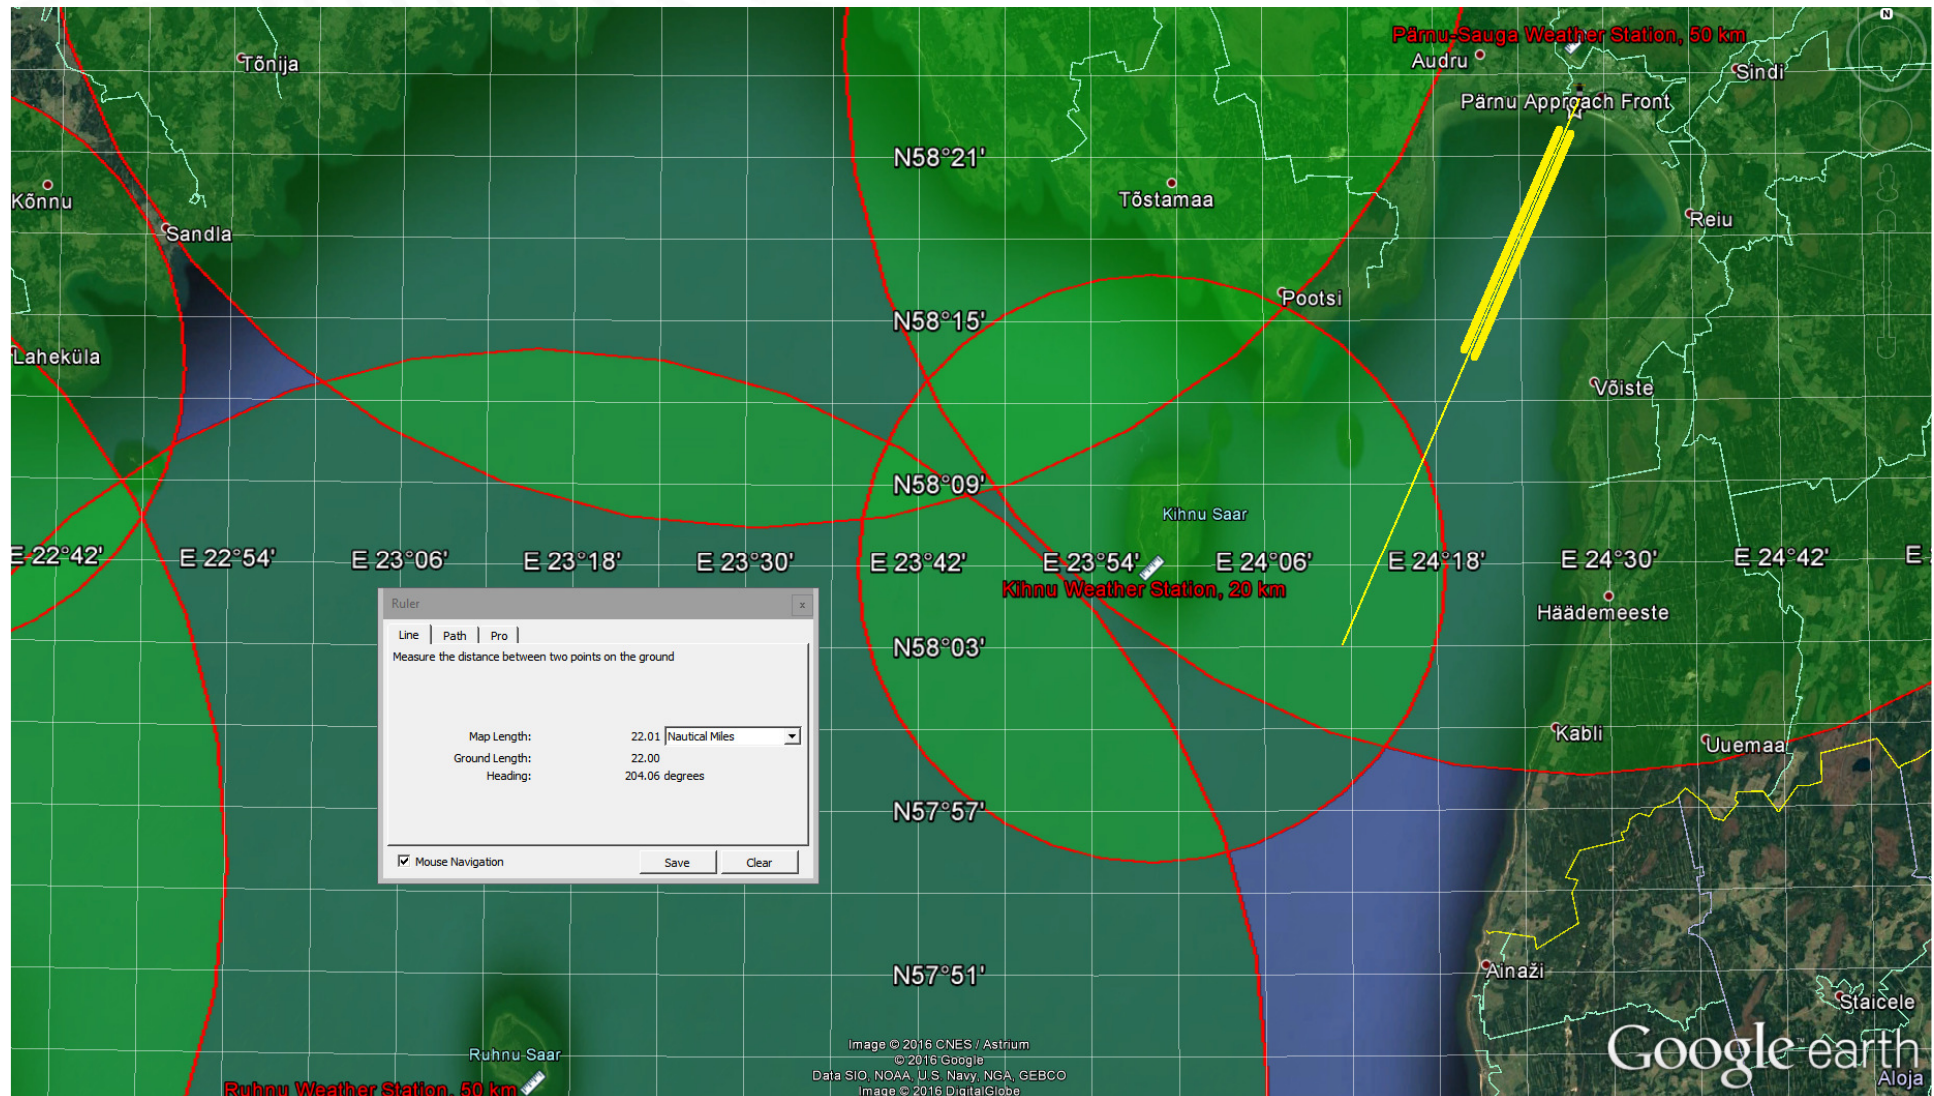 N
Pärnu-Sauga Weather Station, 50 km
Audru
Tõnija
Sindi
Pärnu Approach Front
N58°21'
Kõnnu
Tõstamaa
Reiu
Sandla
Pootsi
N58°15'
Laheküla
Võiste
N58°09'
Kihnu Saar
E 22°42'
E 22°54'
E 23°06'
E 23°18'
E 23°30'
E 23°42'
E 23°54'
E 24°06'
E 24°18'
E 24°30'
E 24°42'
E
Kihnu Weather Station, 20 km
Häädemeeste
Ruler
x
Line
Path
Pro
Measure the distance between two points on the ground
N58°03'
Map Length: 22.01 Nautical Miles
Ground Length: 22.00
Heading: 204.06 degrees
Kabli
Uuemaa
N57°57'
Mouse Navigation
Save
Clear
N57°51'
Ainaži
Staicele
Ruhnu Saar
Ruhnu Weather Station, 50 km
Image © 2016 CNES / Astrium
© 2016 Google
Data SIO, NOAA, U.S. Navy, NGA, GEBCO
Image © 2016 DigitalGlobe
Google earth
Aloja